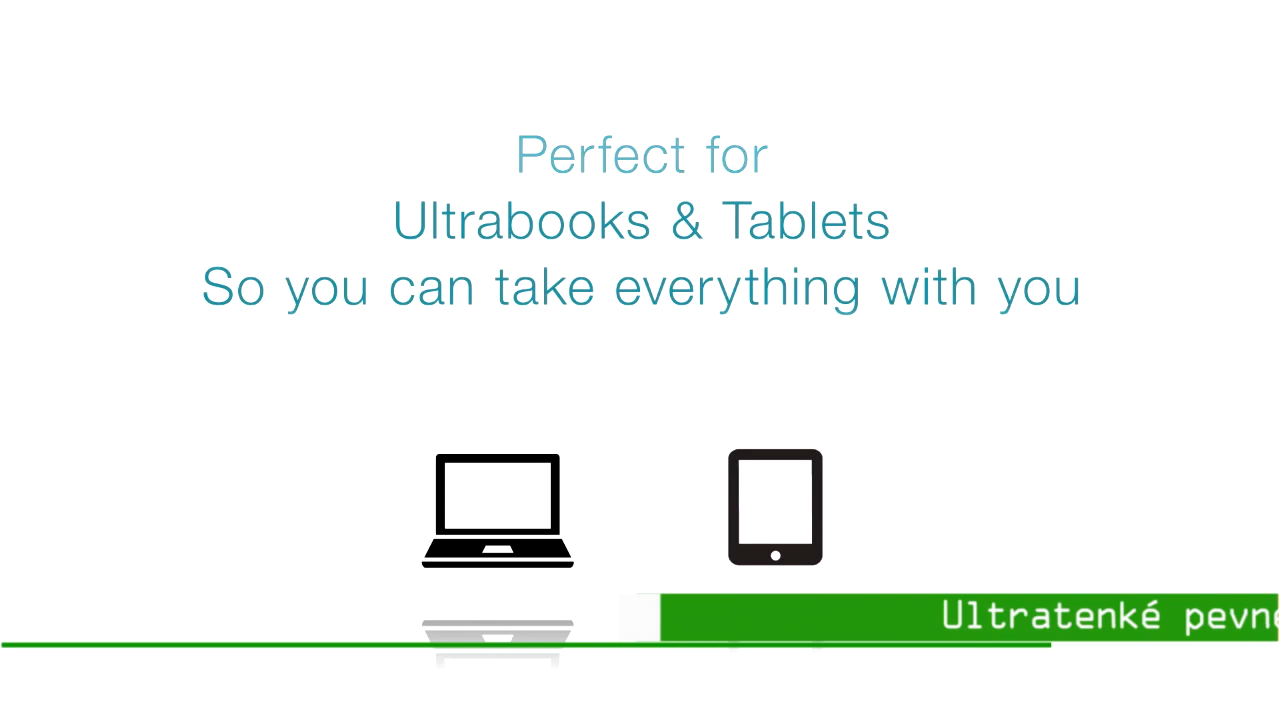 Perfect for
Ultrabooks & Tablets
So you can take everything with you
Ultratenké